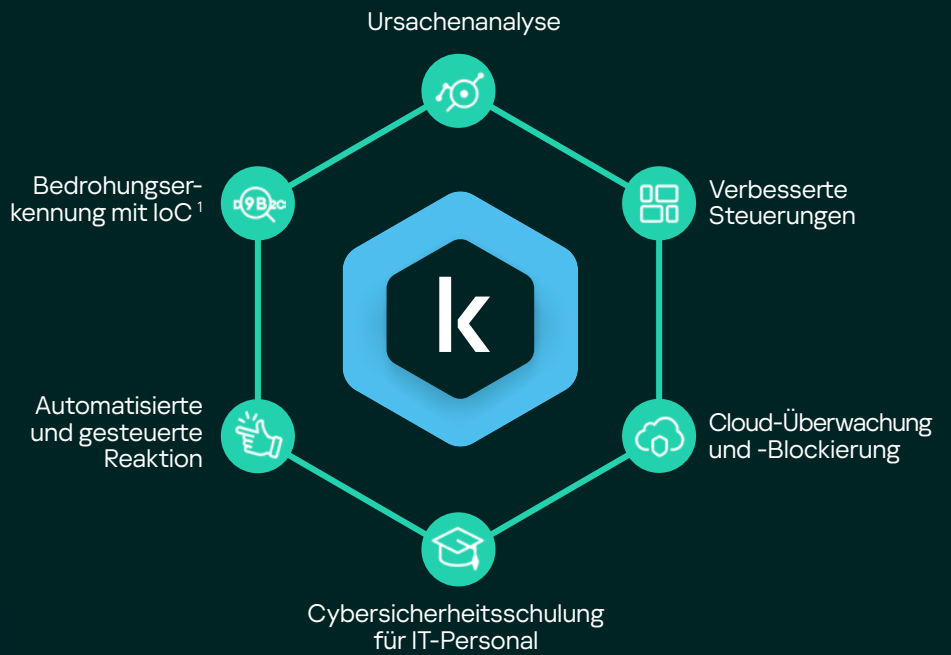 Ursachenanalyse
Bedrohungser-
kennung mit IoC ¹
Verbesserte
Steuerungen
D9B2C
k
Automatisierte
und gesteuerte
Reaktion
Cloud-Überwachung
und -Blockierung
Cybersicherheitsschulung
für IT-Personal